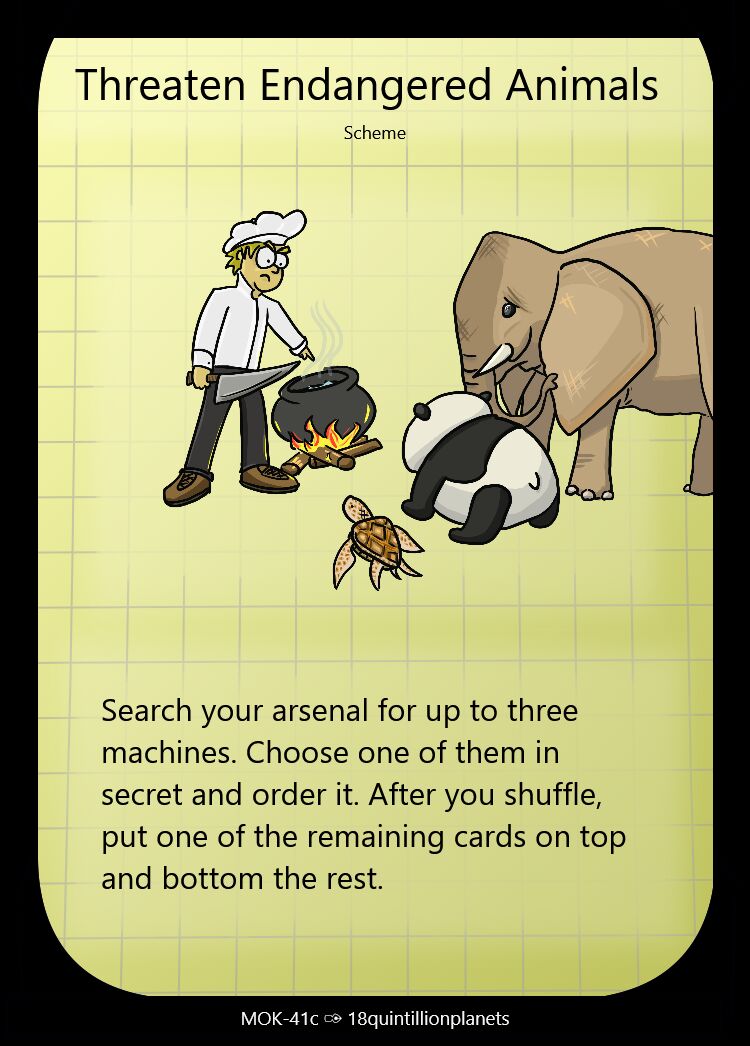 Threaten Endangered Animals
Scheme
Search your arsenal for up to three
machines. Choose one of them in
secret and order it. After you shuffle,
put one of the remaining cards on top
and bottom the rest.
MOK-41c ➾ 18quintillionplanets